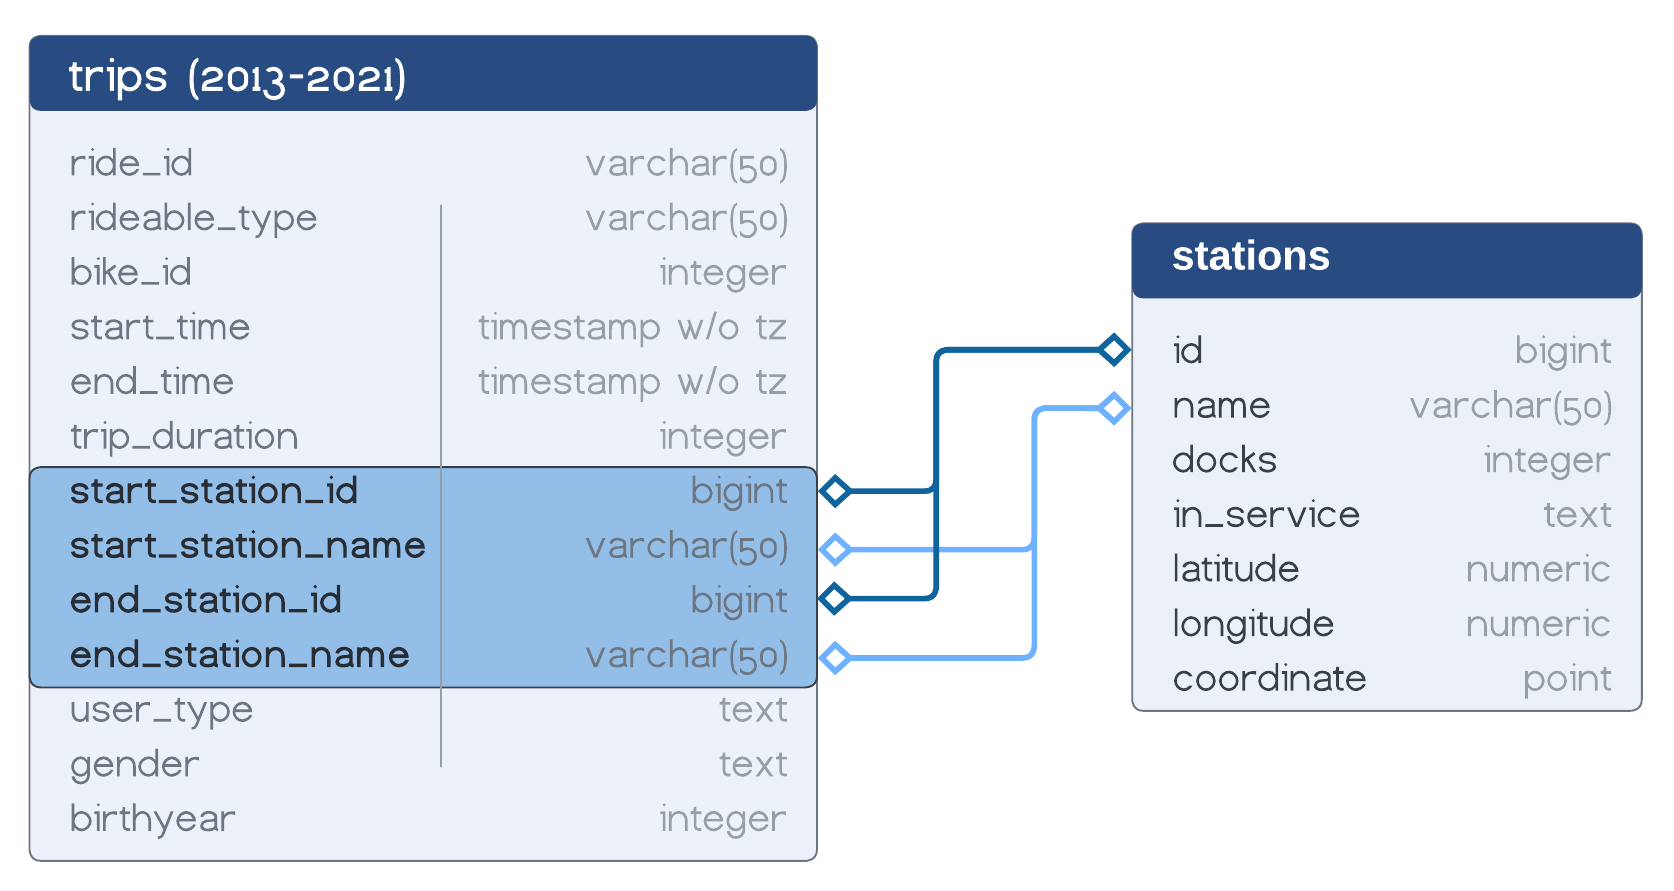 trips (2013-2021)
ride_id varchar(50)
rideable_type varchar(50)
bike_id integer
start_time timestamp w/o tz
end_time timestamp w/o tz
trip_duration integer
start_station_id bigint
start_station_name varchar(50)
end_station_id bigint
end_station_name varchar(50)
user_type text
gender text
birthyear integer
stations
id bigint
name varchar(50)
docks integer
in_service text
latitude numeric
longitude numeric
coordinate point